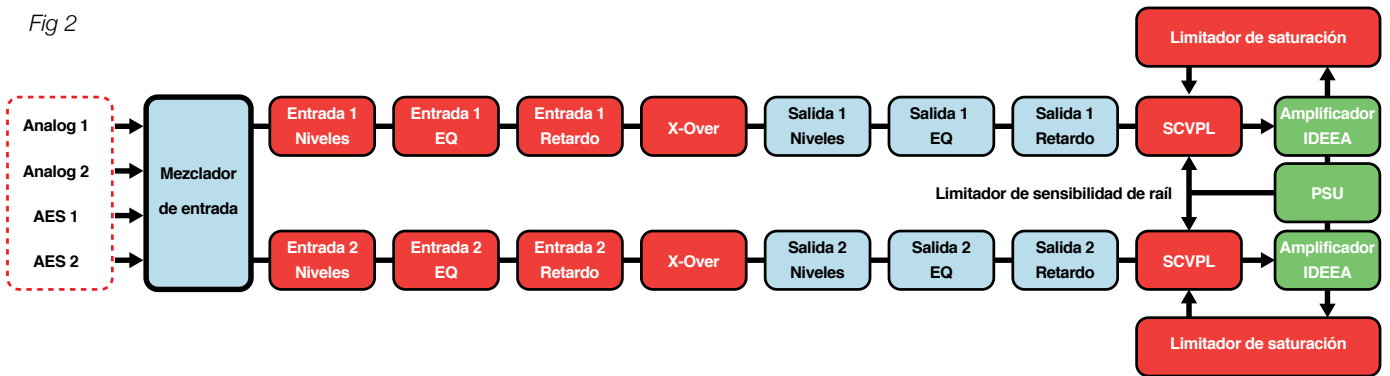 Fig 2
Limitador de saturación
Analog 1
Analog 2
AES 1
AES 2
Mezclador
de entrada
Entrada 1
Niveles
Entrada 1
EQ
Entrada 1
Retardo
X-Over
Salida 1
Niveles
Salida 1
EQ
Salida 1
Retardo
SCVPL
Amplificador
IDEEA
Limitador de sensibilidad de raíl
PSU
Entrada 2
Niveles
Entrada 2
EQ
Entrada 2
Retardo
X-Over
Salida 2
Niveles
Salida 2
EQ
Salida 2
Retardo
SCVPL
Amplificador
IDEEA
Limitador de saturación